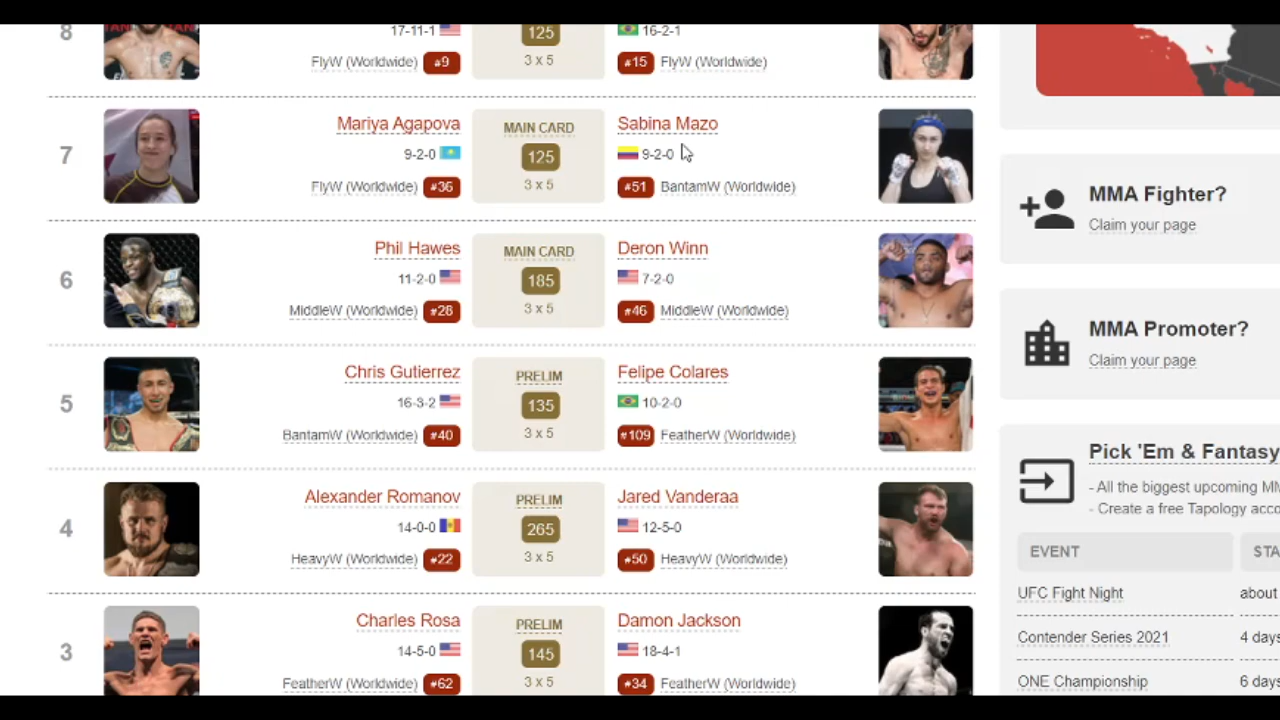 8
17-11-1
125
16-2-1
FlyW (Worldwide) #9
3 x 5
#15 FlyW (Worldwide)
7
Mariya Agapova
MAIN CARD
Sabina Mazo
9-2-0
125
9-2-0
FlyW (Worldwide) #36
3 x 5
#51 BantamW (Worldwide)
6
Phil Hawes
MAIN CARD
Deron Winn
11-2-0
185
7-2-0
MiddleW (Worldwide) #28
3 x 5
#46 MiddleW (Worldwide)
5
Chris Gutierrez
PRELIM
Felipe Colares
16-3-2
135
10-2-0
BantamW (Worldwide) #40
3 x 5
#109 FeatherW (Worldwide)
4
Alexander Romanov
PRELIM
Jared Vanderaa
14-0-0
265
12-5-0
HeavyW (Worldwide) #22
3 x 5
#50 HeavyW (Worldwide)
3
Charles Rosa
PRELIM
Damon Jackson
14-5-0
145
18-4-1
FeatherW (Worldwide) #62
3 x 5
#34 FeatherW (Worldwide)
MMA Fighter?
Claim your page
MMA Promoter?
Claim your page
Pick 'Em & Fantasy
- All the biggest upcoming MM
- Create a free Tapology acco
EVENT STA
UFC Fight Night about
Contender Series 2021 4 days
ONE Championship 6 days